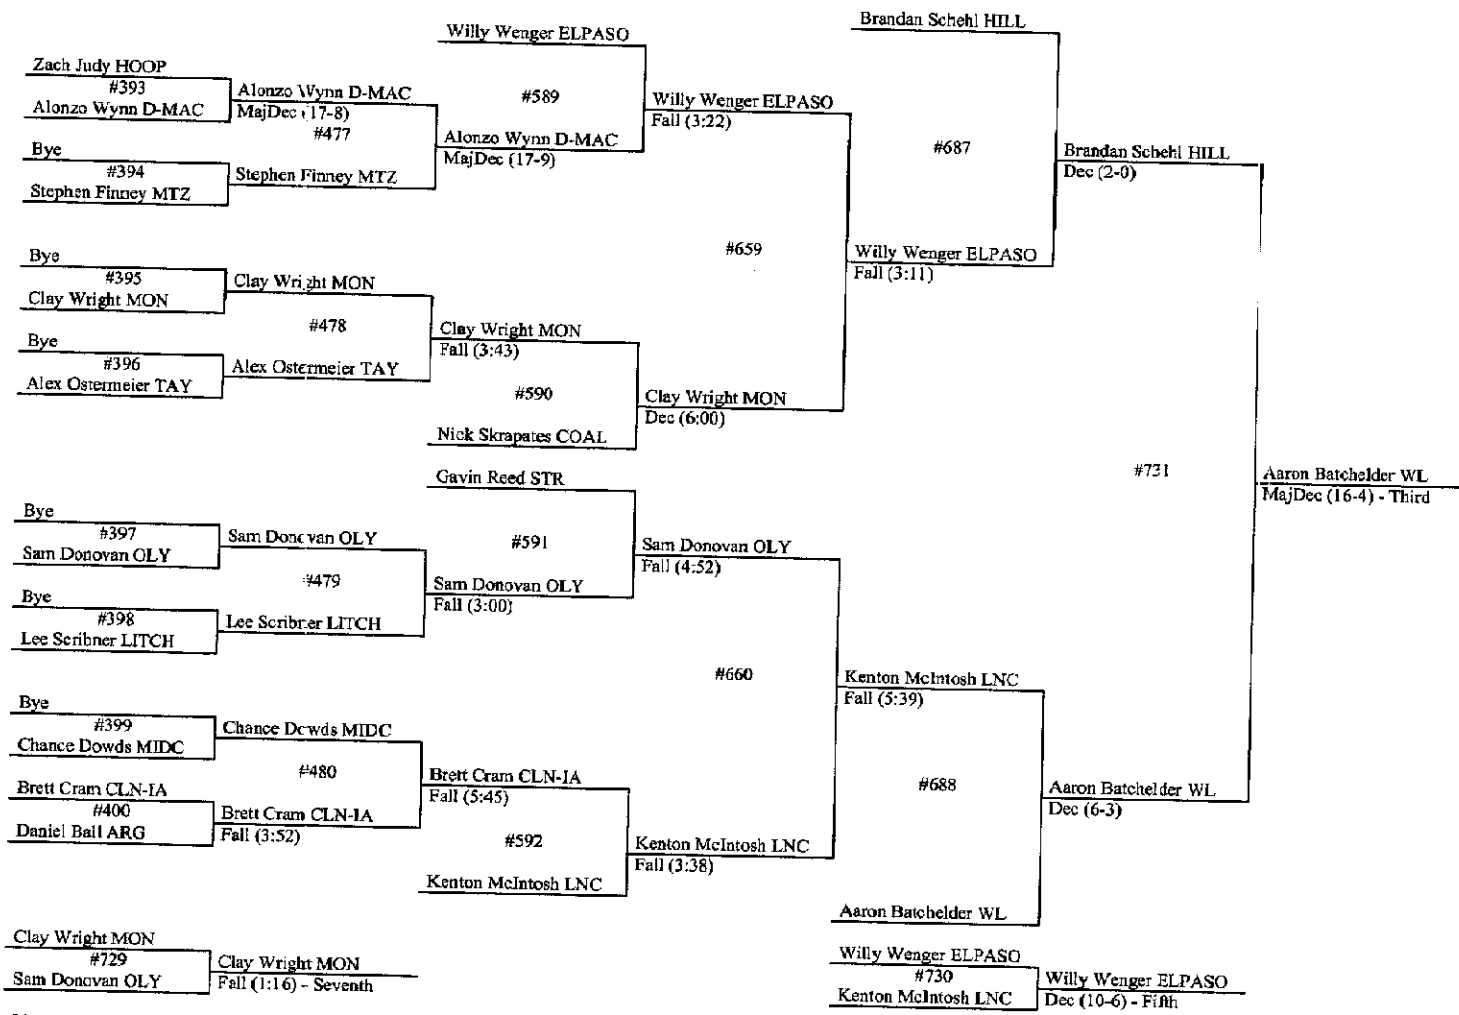 Brandan Schehl HILL
Willy Wenger ELPASO
Zach Judy HOOP
#393
Alonzo Wynn D-MAC
Alonzo Wynn D-MAC
MajDec (17-8)
#477
#589
Alonzo Wynn D-MAC
MajDec (17-9)
Willy Wenger ELPASO
Fall (3:22)
Bye
#394
Stephen Finney MTZ
Stephen Finney MTZ
#687
Brandan Schehl HILL
Dec (2-0)
#659
Willy Wenger ELPASO
Fall (3:11)
Bye
#395
Clay Wright MON
Clay Wright MON
#478
Clay Wright MON
Fall (3:43)
Bye
#396
Alex Ostermeier TAY
Alex Ostermeier TAY
#590
Clay Wright MON
Dec (6:00)
Nick Skrapates COAL
Gavin Reed STR
#731
Aaron Batchelder WL
MajDec (16-4) - Third
Bye
#397
Sam Donovan OLY
Sam Donovan OLY
#591
Sam Donovan OLY
Fall (4:52)
#479
Sam Donovan OLY
Fall (3:00)
Bye
#398
Lee Scribner LITCH
Lee Scribner LITCH
#660
Kenton McIntosh LNC
Fall (5:39)
Bye
#399
Chance Dowds MIDC
Chance Dowds MIDC
#480
Brett Cram CLN-IA
Fall (5:45)
Brett Cram CLN-IA
#400
Daniel Ball ARG
Brett Cram CLN-IA
Fall (3:52)
#592
Kenton McIntosh LNC
Fall (3:38)
Kenton McIntosh LNC
#688
Aaron Batchelder WL
Dec (6-3)
Aaron Batchelder WL
Clay Wright MON
#729
Sam Donovan OLY
Clay Wright MON
Fall (1:16) - Seventh
Willy Wenger ELPASO
#730
Kenton McIntosh LNC
Willy Wenger ELPASO
Dec (10-6) - Fifth